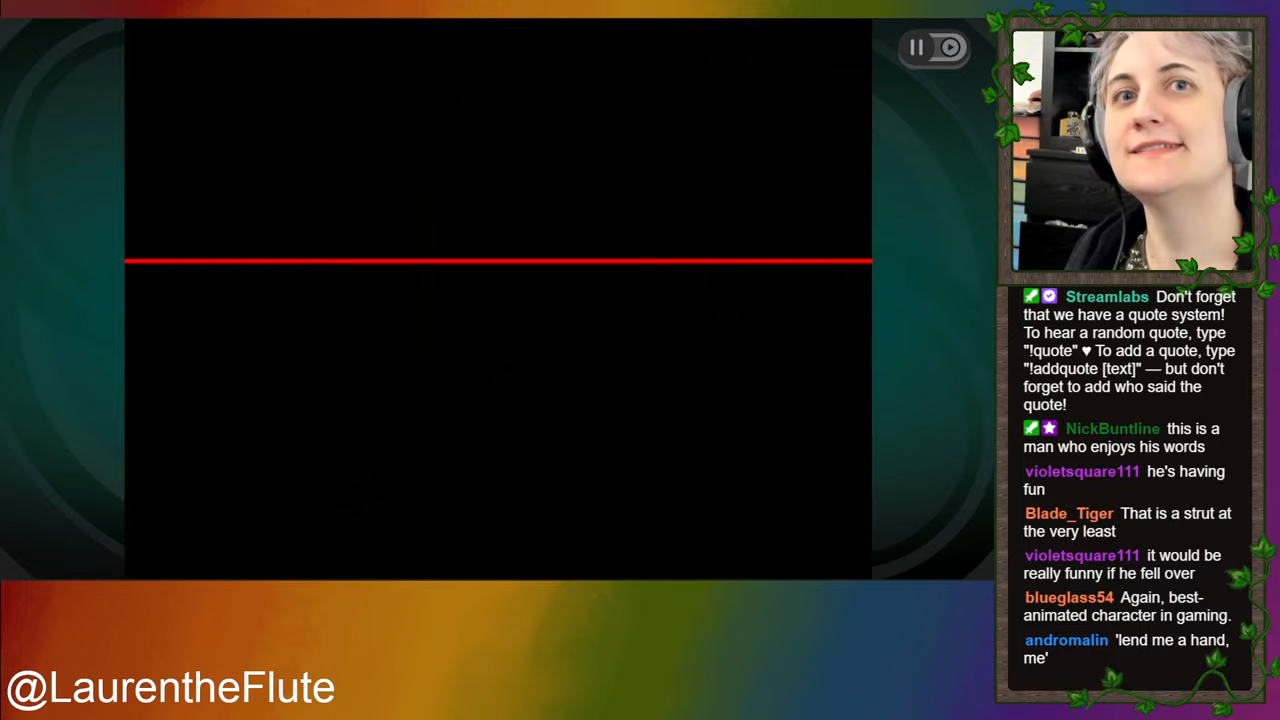 Streamlabs Don't forget
that we have a quote system!
To hear a random quote, type
"!quote" ♥ To add a quote, type
"!addquote [text]" — but don't
forget to add who said the
quote!
NickBuntline this is a
man who enjoys his words
violetsquare111 he's having
fun
Blade_Tiger That is a strut at
the very least
violetsquare111 it would be
really funny if he fell over
blueglass54 Again, best-
animated character in gaming.
andromalin 'lend me a hand,
me'
@LaurentheFlute